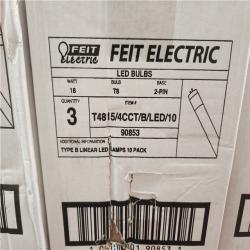 FEIT electric FEIT ELECTRIC
LED BULBS
WATT BULB BASE
18 T8 2-PIN
QUANTITY ITEM #
3 T4815/4CCT/B/LED/10
90853
ADDITIONAL INFORMATION
TYPE B LINEAR LED LAMPS 10 PACK